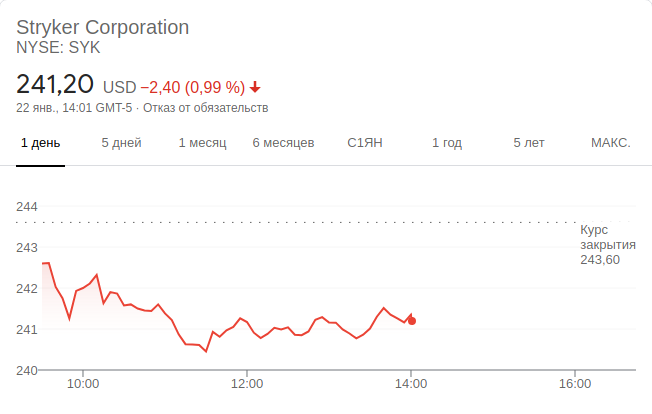 Stryker Corporation
NYSE: SYK
241,20 USD −2,40 (0,99 %)
22 янв., 14:01 GMT-5 · Отказ от обязательств
1 день 5 дней 1 месяц 6 месяцев С1ЯН 1 год 5 лет МАКС.
244
Курс
закрытия
243,60
243
242
241
240
10:00 12:00 14:00 16:00